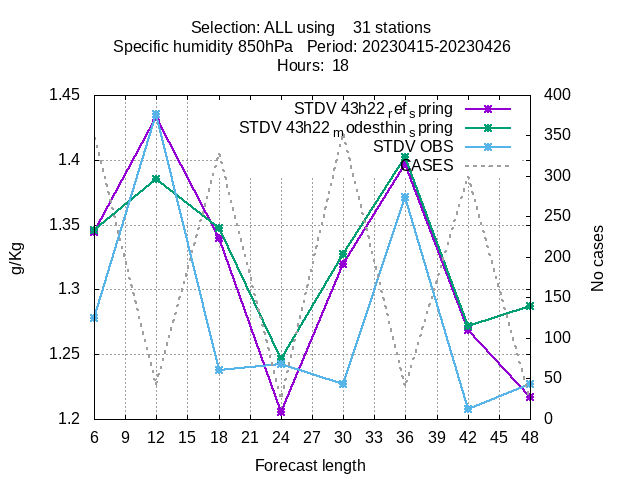 Selection: ALL using    31 stations
Specific humidity 850hPa   Period: 20230415-20230426
Hours:  18
1.45
1.4
1.35
1.3
1.25
1.2
g/Kg
STDV 43h22_ref_spring
STDV 43h22_modesthin_spring
STDV OBS
CASES
400
350
300
250
200
150
100
50
0
No cases
6 9 12 15 18 21 24 27 30 33 36 39 42 45 48
Forecast length